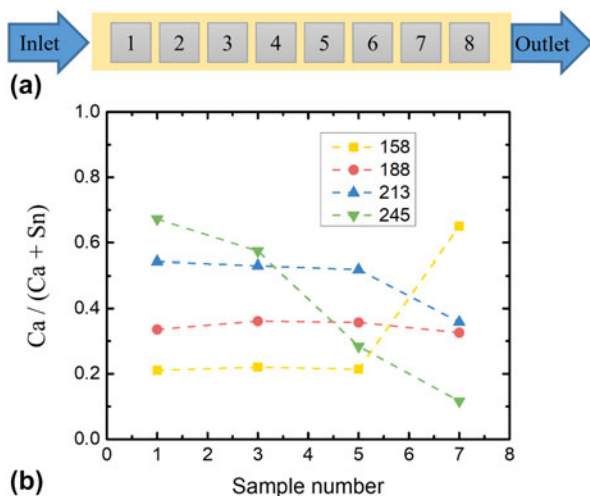 Inlet 1 2 3 4 5 6 7 8 Outlet
(a)
1.0
0.8
0.6
0.4
0.2
0.0
Ca / (Ca + Sn)
158
188
213
245
0 1 2 3 4 5 6 7 8
Sample number
(b)